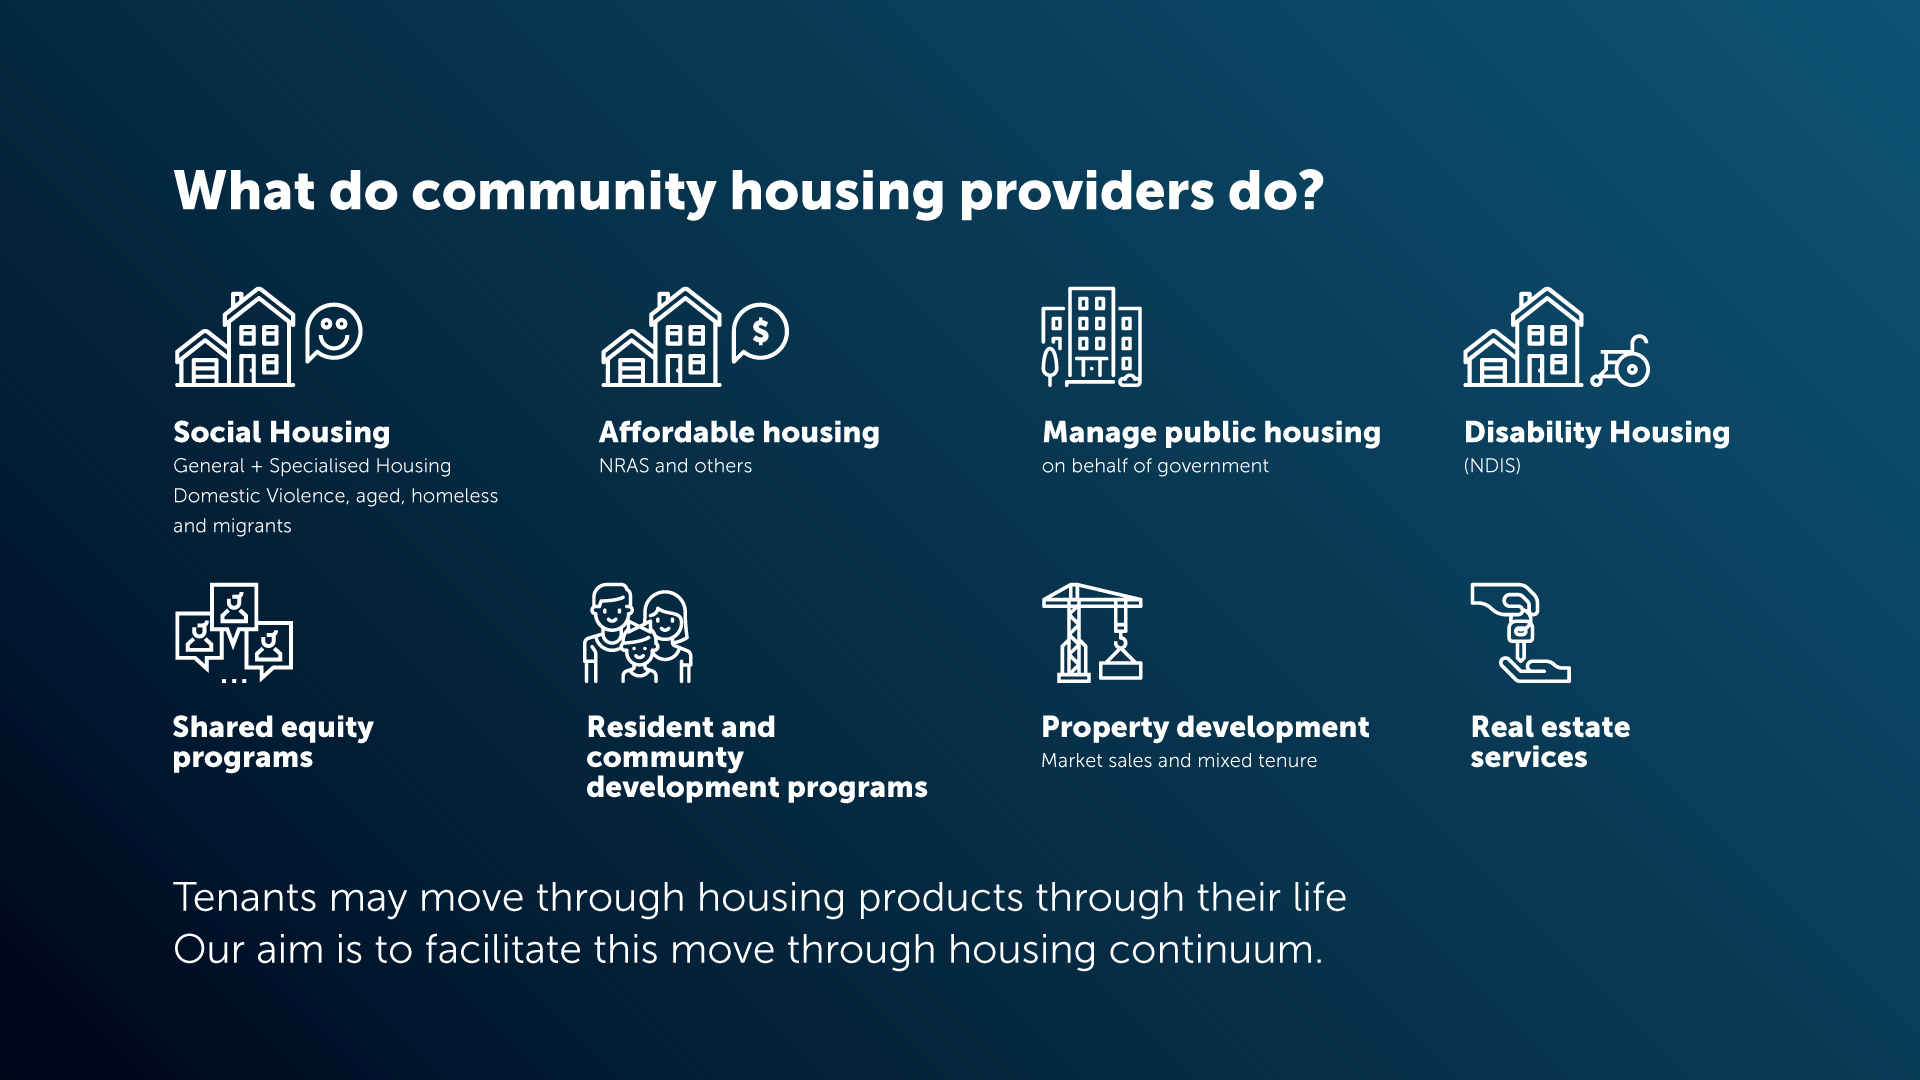 What do community housing providers do?
$
Social Housing
General + Specialised Housing
Domestic Violence, aged, homeless
and migrants
Affordable housing
NRAS and others
Manage public housing
on behalf of government
Disability Housing
(NDIS)
Shared equity
programs
Resident and
communty
development programs
Property development
Market sales and mixed tenure
Real estate
services
Tenants may move through housing products through their life
Our aim is to facilitate this move through housing continuum.